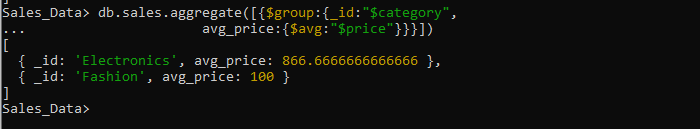 ]
Sales_Data> db.sales.aggregate([{$group:{_id:"$category",
... avg_price:{$avg:"$price"}}}])
[
{ _id: 'Electronics', avg_price: 866.6666666666666 },
{ _id: 'Fashion', avg_price: 100 }
]
Sales_Data>